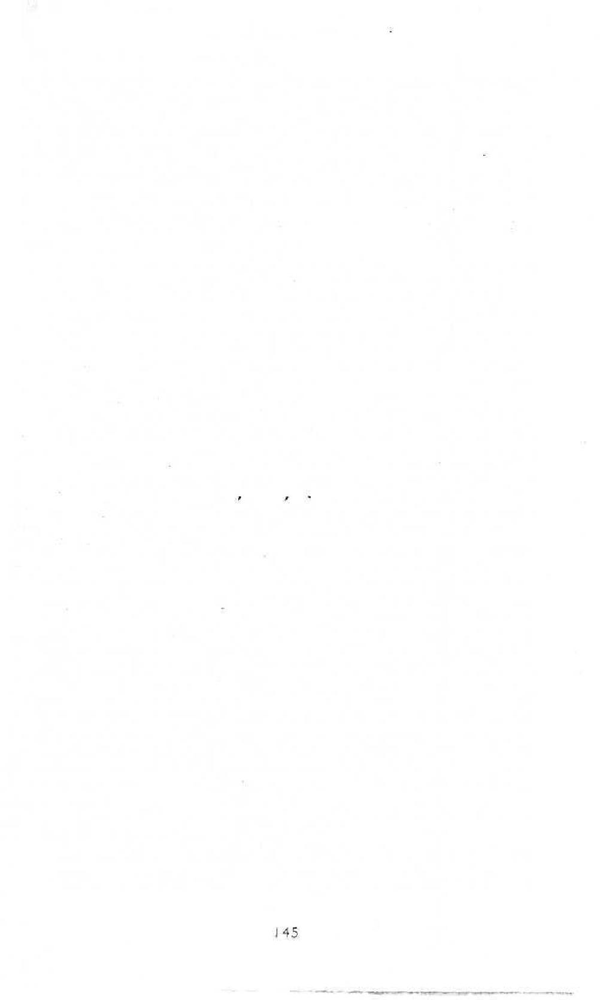 , , .
145